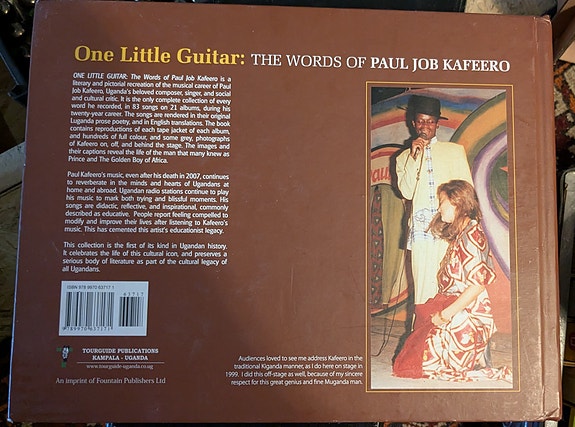 One Little Guitar: THE WORDS OF PAUL JOB KAFEERO
ONE LITTLE GUITAR: The Words of Paul Job Kafeero is a
literary and pictorial recreation of the musical career of Paul
Job Kafeero, Uganda's beloved composer, singer, and social
and cultural critic. It is the only complete collection of every
word he recorded, in 83 songs on 21 albums, during his
twenty-year career. The songs are rendered in their original
Luganda prose poetry, and in English translations. The book
contains reproductions of each tape jacket of each album,
and hundreds of full colour, and some grey, photographs
of Kafeero on, off, and behind the stage. The images and
their captions reveal the life of the man that many knew as
Prince and The Golden Boy of Africa.
Paul Kafeero's music, even after his death in 2007, continues
to reverberate in the minds and hearts of Ugandans at
home and abroad. Ugandan radio stations continue to play
his music to mark both trying and blissful moments. His
songs are didactic, reflective, and inspirational, commonly
described as educative. People report feeling compelled to
modify and improve their lives after listening to Kafeero's
music. This has cemented this artist's educationist legacy.
This collection is the first of its kind in Ugandan history.
It celebrates the life of this cultural icon, and preserves a
serious body of literature as part of the cultural legacy of
all Ugandans.
ISBN 978 9970 63717 1
63717
9789970637171
TOURGUIDE PUBLICATIONS
KAMPALA - UGANDA
www.tourguide-uganda.co.ug
An imprint of Fountain Publishers Ltd
Audiences loved to see me address Kafeero in the
traditional Kiganda manner, as I do here on stage in
1999. I did this off-stage as well, because of my sincere
respect for this great genius and fine Muganda man.